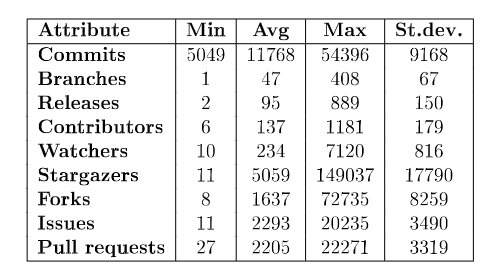 Attribute Min Avg Max St.dev.
Commits 5049 11768 54396 9168
Branches 1 47 408 67
Releases 2 95 889 150
Contributors 6 137 1181 179
Watchers 10 234 7120 816
Stargazers 11 5059 149037 17790
Forks 8 1637 72735 8259
Issues 11 2293 20235 3490
Pull requests 27 2205 22271 3319